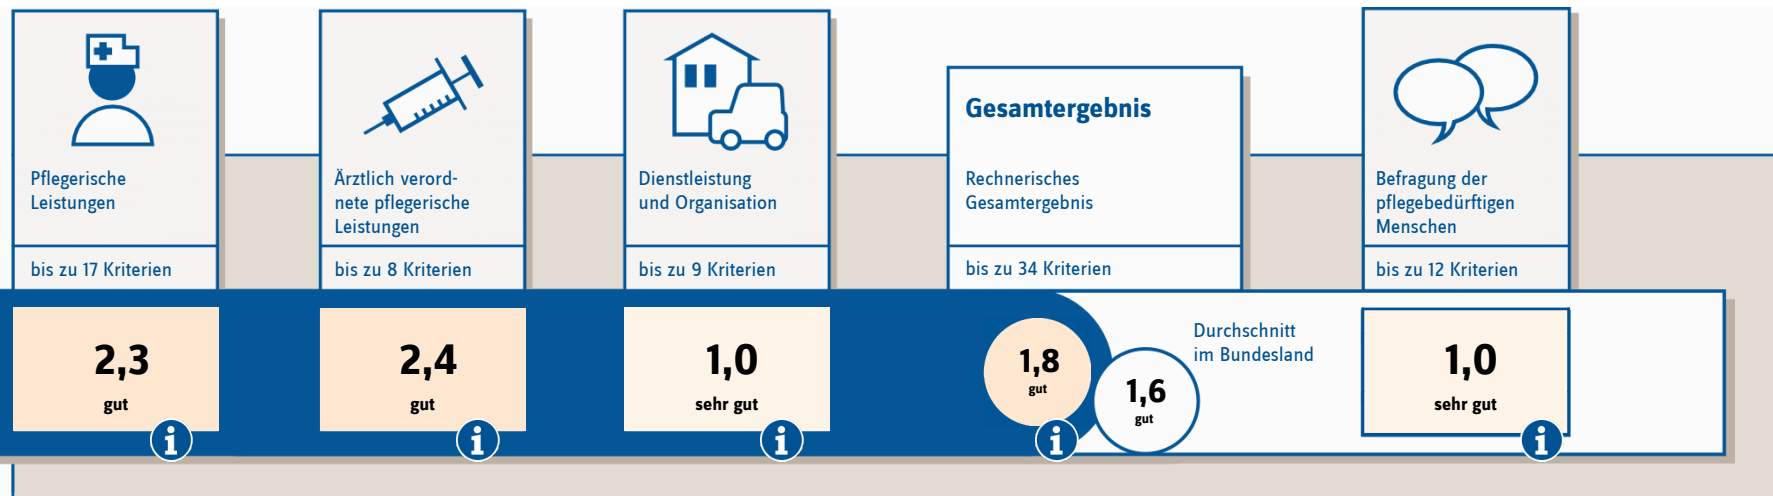 Pflegerische
Leistungen
bis zu 17 Kriterien
2,3
gut
Ärztlich verord-
nete pflegerische
Leistungen
bis zu 8 Kriterien
2,4
gut
Dienstleistung
und Organisation
bis zu 9 Kriterien
1,0
sehr gut
Gesamtergebnis
Rechnerisches
Gesamtergebnis
bis zu 34 Kriterien
1,8
gut
Durchschnitt
im Bundesland
1,6
gut
Befragung der
pflegebedürftigen
Menschen
bis zu 12 Kriterien
1,0
sehr gut